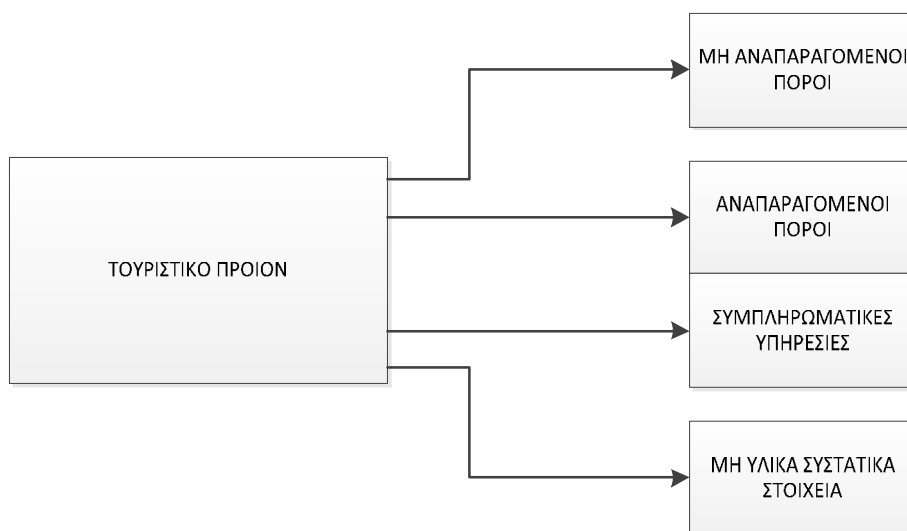 ΜΗ ΑΝΑΠΑΡΑΓΟΜΕΝΟΙ
ΠΟΡΟΙ
ΑΝΑΠΑΡΑΓΟΜΕΝΟΙ
ΠΟΡΟΙ
ΤΟΥΡΙΣΤΙΚΟ ΠΡΟΙΟΝ
ΣΥΜΠΛΗΡΩΜΑΤΙΚΕΣ
ΥΠΗΡΕΣΙΕΣ
ΜΗ ΥΛΙΚΑ ΣΥΣΤΑΤΙΚΑ
ΣΤΟΙΧΕΙΑ